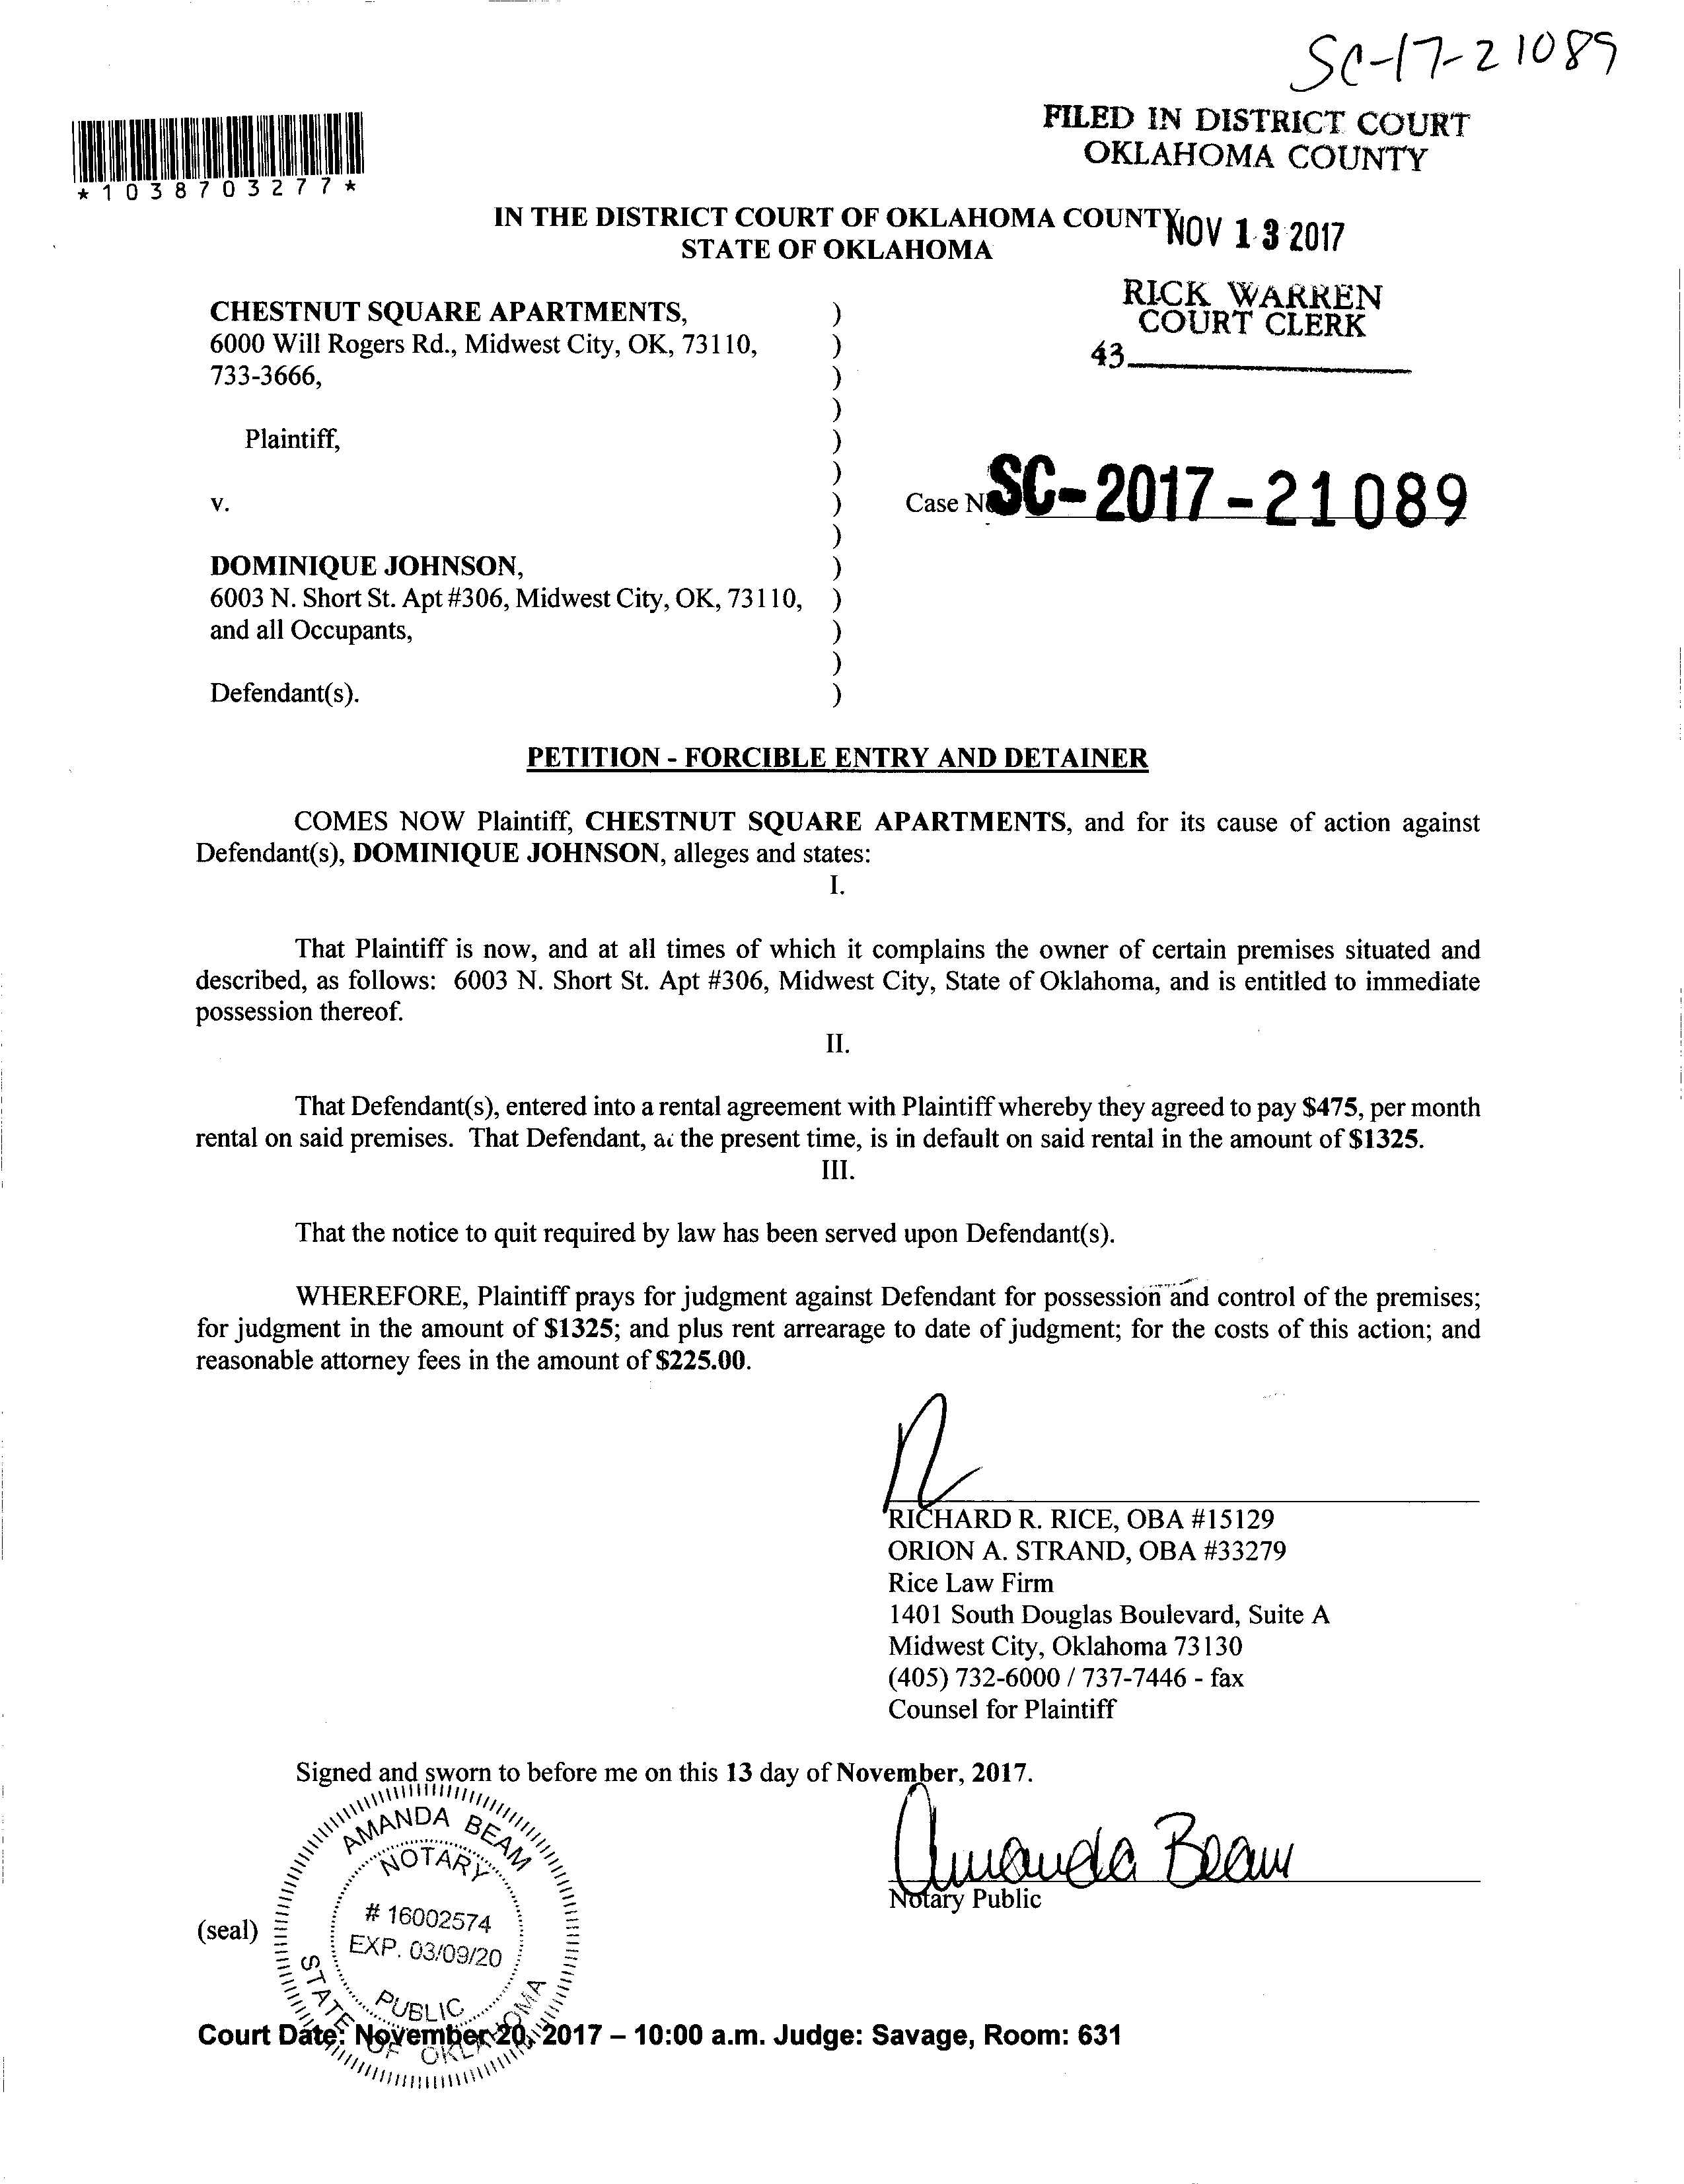 SC-17-21089
FILED IN DISTRICT COURT
OKLAHOMA COUNTY
*1038703277*
IN THE DISTRICT COURT OF OKLAHOMA COUNTY
STATE OF OKLAHOMA
NOV 13 2017
RICK WARREN
COURT CLERK
43
CHESTNUT SQUARE APARTMENTS, )
6000 Will Rogers Rd., Midwest City, OK, 73110, )
733-3666, )
)
Plaintiff, )
)
v. ) Case No SC-2017-21089
)
DOMINIQUE JOHNSON, )
6003 N. Short St. Apt #306, Midwest City, OK, 73110, )
and all Occupants, )
)
Defendant(s). )
PETITION - FORCIBLE ENTRY AND DETAINER
COMES NOW Plaintiff, CHESTNUT SQUARE APARTMENTS, and for its cause of action against
Defendant(s), DOMINIQUE JOHNSON, alleges and states:
I.
That Plaintiff is now, and at all times of which it complains the owner of certain premises situated and
described, as follows: 6003 N. Short St. Apt #306, Midwest City, State of Oklahoma, and is entitled to immediate
possession thereof.
II.
That Defendant(s), entered into a rental agreement with Plaintiff whereby they agreed to pay $475, per month
rental on said premises. That Defendant, at the present time, is in default on said rental in the amount of $1325.
III.
That the notice to quit required by law has been served upon Defendant(s).
WHEREFORE, Plaintiff prays for judgment against Defendant for possession and control of the premises;
for judgment in the amount of $1325; and plus rent arrearage to date of judgment; for the costs of this action; and
reasonable attorney fees in the amount of $225.00.
RICHARD R. RICE, OBA #15129
ORION A. STRAND, OBA #33279
Rice Law Firm
1401 South Douglas Boulevard, Suite A
Midwest City, Oklahoma 73130
(405) 732-6000 / 737-7446 - fax
Counsel for Plaintiff
Signed and sworn to before me on this 13 day of November, 2017.
Amanda Beam
Notary Public
(seal)
AMANDA BEAM
NOTARY
# 16002574
EXP. 03/09/20
PUBLIC
STATE OF OKLAHOMA
Court Date: November 20, 2017 – 10:00 a.m. Judge: Savage, Room: 631